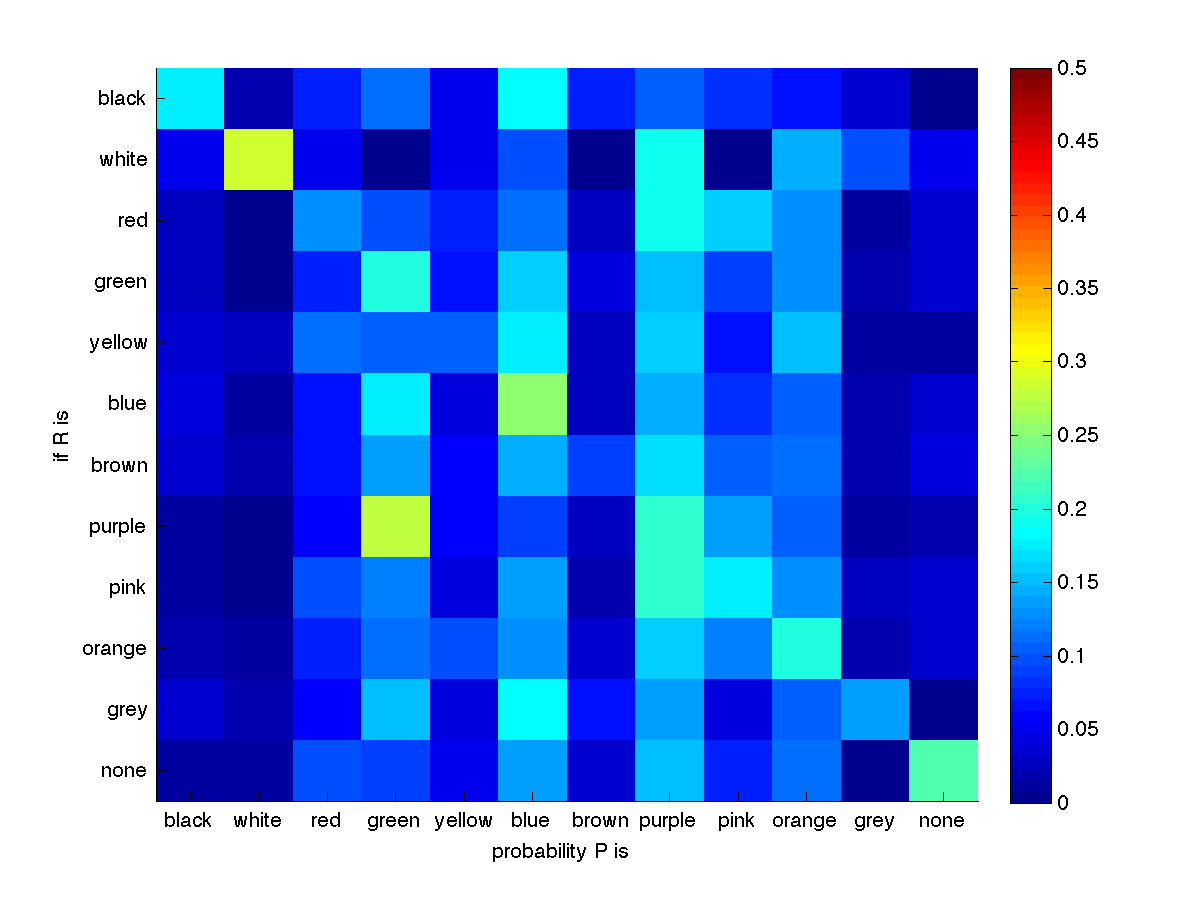 black
white
red
green
yellow
blue
brown
purple
pink
orange
grey
none
if R is
black white red green yellow blue brown purple pink orange grey none
probability P is
0.5
0.45
0.4
0.35
0.3
0.25
0.2
0.15
0.1
0.05
0